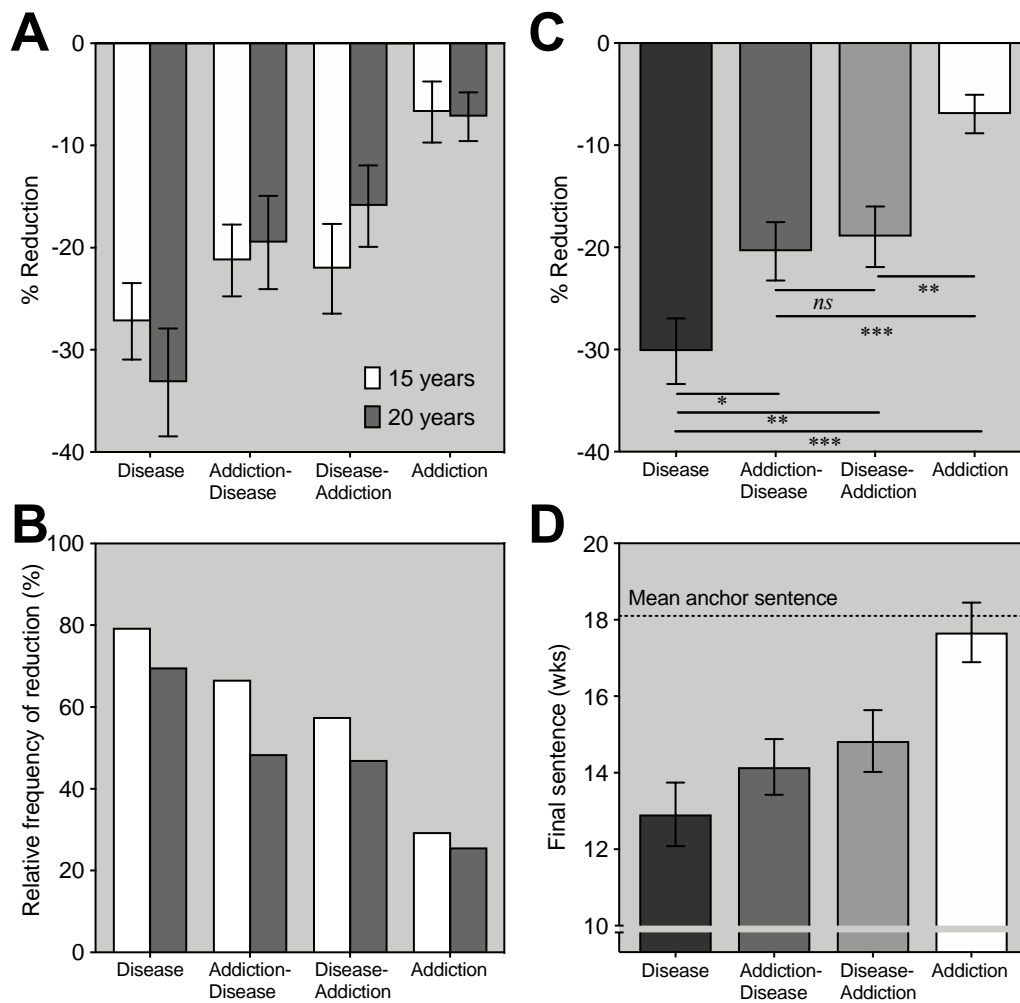 A
0
-10
-20
-30
-40
% Reduction
15 years
20 years
Disease
Addiction-
Disease
Disease-
Addiction
Addiction
C
0
-10
-20
-30
-40
% Reduction
ns
**
***
*
**
***
Disease
Addiction-
Disease
Disease-
Addiction
Addiction
B
100
80
60
40
20
0
Relative frequency of reduction (%)
Disease
Addiction-
Disease
Disease-
Addiction
Addiction
D
20
18
16
14
12
10
Final sentence (wks)
Mean anchor sentence
Disease
Addiction-
Disease
Disease-
Addiction
Addiction